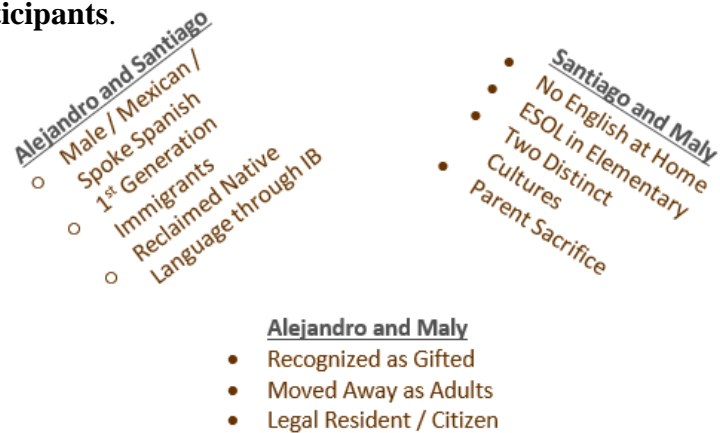 ticipants.
Alejandro and Santiago
○ Male / Mexican /
Spoke Spanish
○ 1st Generation
Immigrants
○ Reclaimed Native
Language through IB
Santiago and Maly
• No English at Home
• ESOL in Elementary
• Two Distinct
Cultures
• Parent Sacrifice
Alejandro and Maly
• Recognized as Gifted
• Moved Away as Adults
• Legal Resident / Citizen